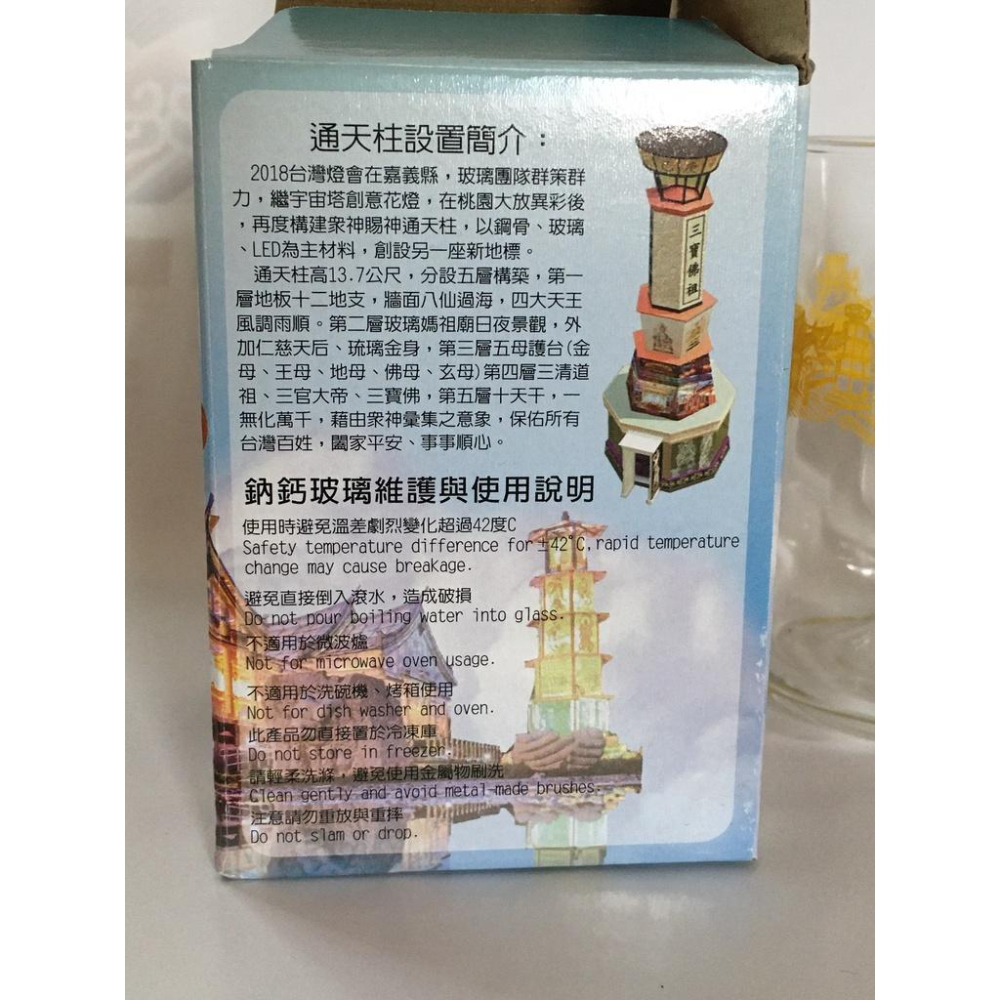 通天柱設置簡介：
2018台灣燈會在嘉義縣，玻璃團隊群策群
力，繼宇宙塔創意花燈，在桃園大放異彩後
，再度構建眾神賜神通天柱，以鋼骨、玻璃
、LED為主材料，創設另一座新地標。
通天柱高13.7公尺，分設五層構築，第一
層地板十二地支，牆面八仙過海，四大天王
風調雨順。第二層玻璃媽祖廟日夜景觀，外
加仁慈天后、琉璃金身，第三層五母護台(金
母、王母、地母、佛母、玄母)第四層三清道
祖、三官大帝、三寶佛，第五層十天干，一
無化萬千，藉由眾神彙集之意象，保佑所有
台灣百姓，闔家平安、事事順心。
三寶佛祖
鈉鈣玻璃維護與使用說明
使用時避免溫差劇烈變化超過42度C
Safety temperature difference for±42°C,rapid temperature
change may cause breakage.
避免直接倒入滾水，造成破損
Do not pour boiling water into glass.
不適用於微波爐
Not for microwave oven usage.
不適用於洗碗機、烤箱使用
Not for dish washer and oven.
此產品勿直接置於冷凍庫
Do not store in freezer.
請輕柔洗滌，避免使用金屬物刷洗
Clean gently and avoid metal-made brushes.
注意請勿重放與重摔
Do not slam or drop.